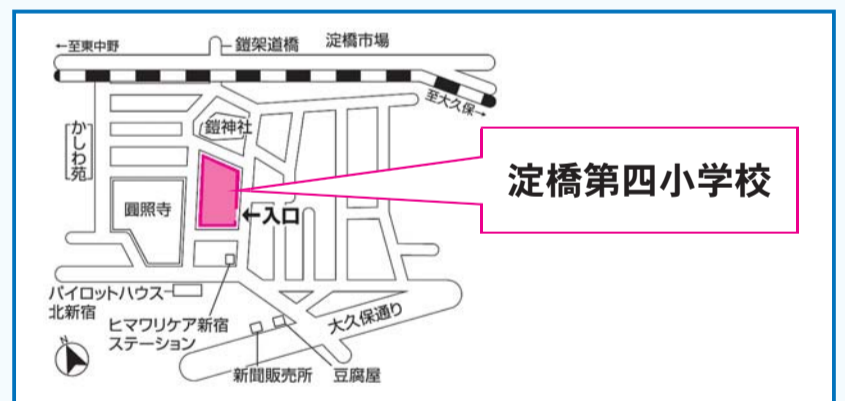 ←至東中野
鎧架道橋
淀橋市場
至大久保→
かしわ苑
鎧神社
淀橋第四小学校
圓照寺
←入口
パイロットハウス
北新宿
ヒマワリケア新宿
ステーション
大久保通り
N
新聞販売所
豆腐屋